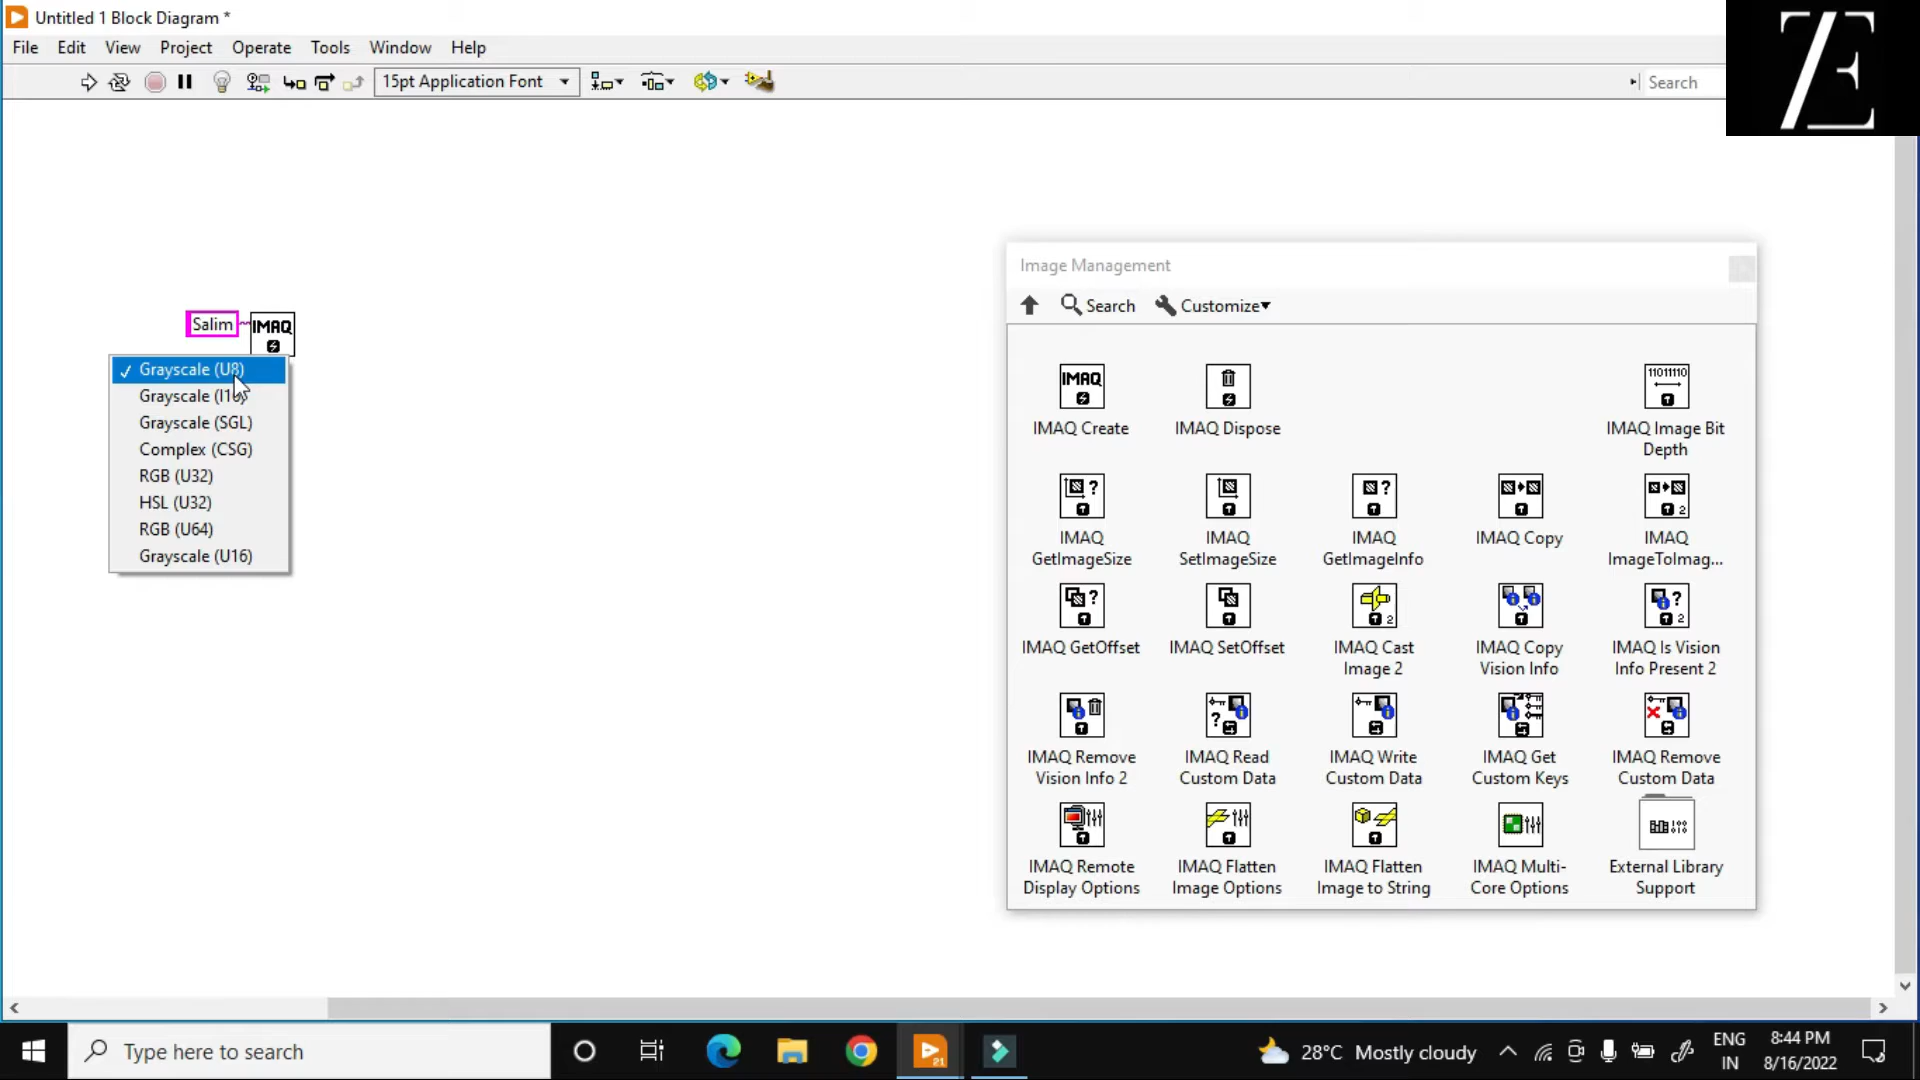 Untitled 1 Block Diagram *
File Edit View Project Operate Tools Window Help
15pt Application Font
Search
ZE
Salim
IMAQ
✓ Grayscale (U8)
Grayscale (I16)
Grayscale (SGL)
Complex (CSG)
RGB (U32)
HSL (U32)
RGB (U64)
Grayscale (U16)
Image Management
Search Customize
IMAQ
11011110
IMAQ Create IMAQ Dispose IMAQ Image Bit
Depth
IMAQ IMAQ IMAQ IMAQ Copy IMAQ
GetImageSize SetImageSize GetImageInfo ImageToImag...
IMAQ GetOffset IMAQ SetOffset IMAQ Cast IMAQ Copy IMAQ Is Vision
Image 2 Vision Info Info Present 2
IMAQ Remove IMAQ Read IMAQ Write IMAQ Get IMAQ Remove
Vision Info 2 Custom Data Custom Data Custom Keys Custom Data
IMAQ Remote IMAQ Flatten IMAQ Flatten IMAQ Multi- External Library
Display Options Image Options Image to String Core Options Support
Type here to search
21
28°C Mostly cloudy
ENG
IN
8:44 PM
8/16/2022